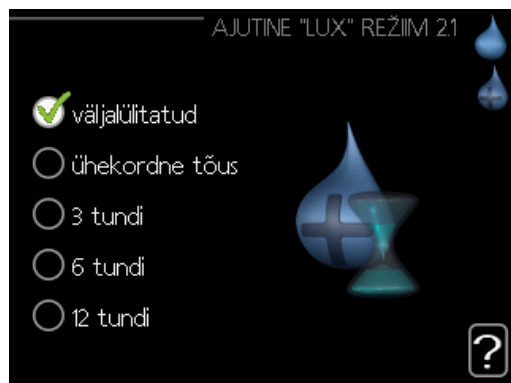 AJUTINE "LUX" REŽIIM 2.1
väljalülitatud
ühekordne tõus
3 tundi
6 tundi
12 tundi
?